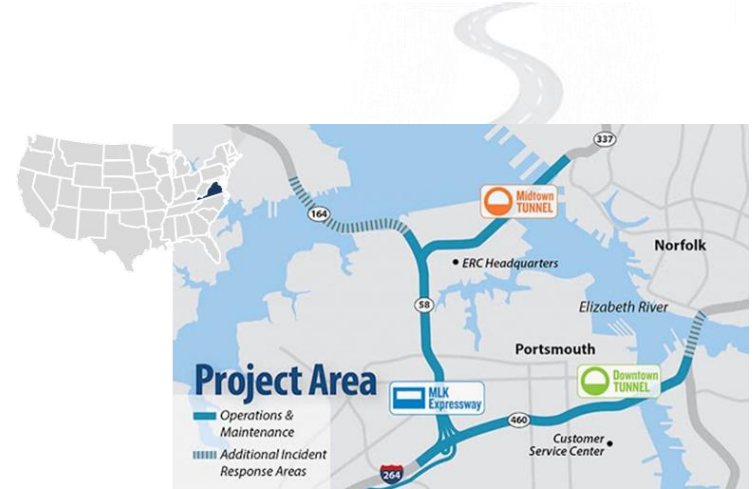 337
Midtown
TUNNEL
164
Norfolk
ERC Headquarters
58
Elizabeth River
Portsmouth
Project Area
Downtown
TUNNEL
MLK
Expressway
Operations &
Maintenance
460
Customer
Service Center
Additional Incident
Response Areas
264